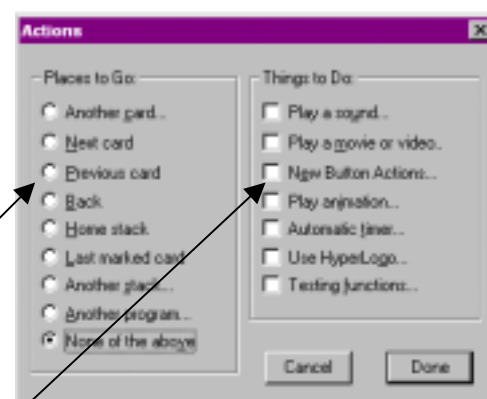 Actions
Places to Go:
Another card...
Next card
Previous card
Back
Home stack
Last marked card
Another stack...
Another program...
None of the above
Things to Do:
Play a sound...
Play a movie or video..
New Button Actions...
Play animation...
Automatic timer...
Use HyperLogo...
Testing functions...
Cancel
Done